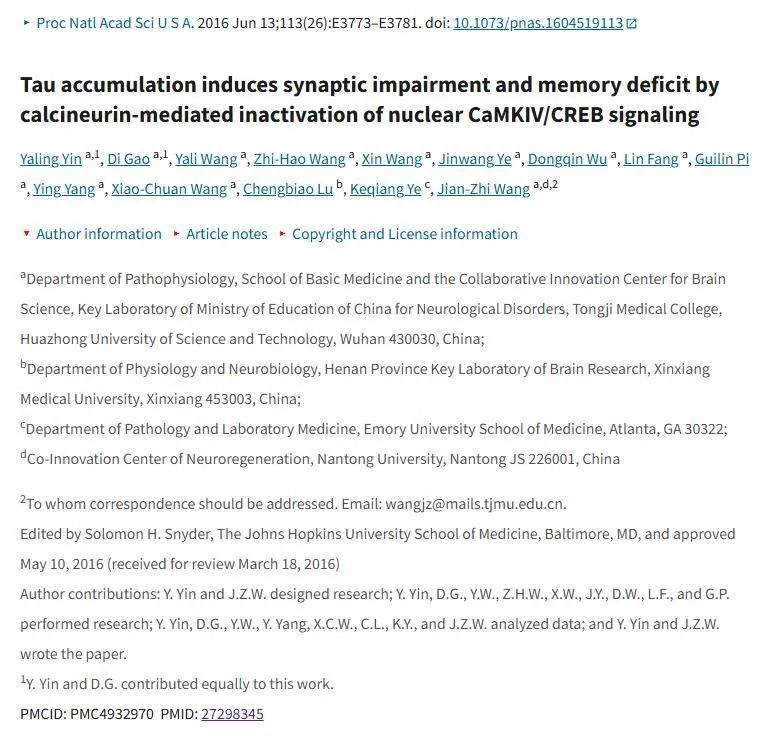 Proc Natl Acad Sci U S A. 2016 Jun 13;113(26):E3773–E3781. doi: 10.1073/pnas.1604519113
Tau accumulation induces synaptic impairment and memory deficit by
calcineurin-mediated inactivation of nuclear CaMKIV/CREB signaling
Yaling Yin a,1, Di Gao a,1, Yali Wang a, Zhi-Hao Wang a, Xin Wang a, Jinwang Ye a, Dongqin Wu a, Lin Fang a, Guilin Pi
a, Ying Yang a, Xiao-Chuan Wang a, Chengbiao Lu b, Keqiang Ye c, Jian-Zhi Wang a,d,2
Author information Article notes Copyright and License information
aDepartment of Pathophysiology, School of Basic Medicine and the Collaborative Innovation Center for Brain
Science, Key Laboratory of Ministry of Education of China for Neurological Disorders, Tongji Medical College,
Huazhong University of Science and Technology, Wuhan 430030, China;
bDepartment of Physiology and Neurobiology, Henan Province Key Laboratory of Brain Research, Xinxiang
Medical University, Xinxiang 453003, China;
cDepartment of Pathology and Laboratory Medicine, Emory University School of Medicine, Atlanta, GA 30322;
dCo-Innovation Center of Neuroregeneration, Nantong University, Nantong JS 226001, China
2To whom correspondence should be addressed. Email: wangjz@mails.tjmu.edu.cn.
Edited by Solomon H. Snyder, The Johns Hopkins University School of Medicine, Baltimore, MD, and approved
May 10, 2016 (received for review March 18, 2016)
Author contributions: Y. Yin and J.Z.W. designed research; Y. Yin, D.G., Y.W., Z.H.W., X.W., J.Y., D.W., L.F., and G.P.
performed research; Y. Yin, D.G., Y.W., Y. Yang, X.C.W., C.L., K.Y., and J.Z.W. analyzed data; and Y. Yin and J.Z.W.
wrote the paper.
1Y. Yin and D.G. contributed equally to this work.
PMCID: PMC4932970 PMID: 27298345